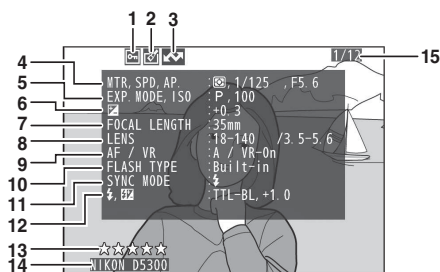 1 2 3
1/12 15
4 MTR, SPD, AP. : 1/125 , F5. 6
5 EXP. MODE, ISO : P , 100
6 : +0. 3
7 FOCAL LENGTH : 35mm
8 LENS : 18-140 /3. 5-5. 6
9 AF / VR : A / VR-On
10 FLASH TYPE : Built-in
11 SYNC MODE :
12 , : TTL-BL, +1. 0
13
14 NIKON D5300